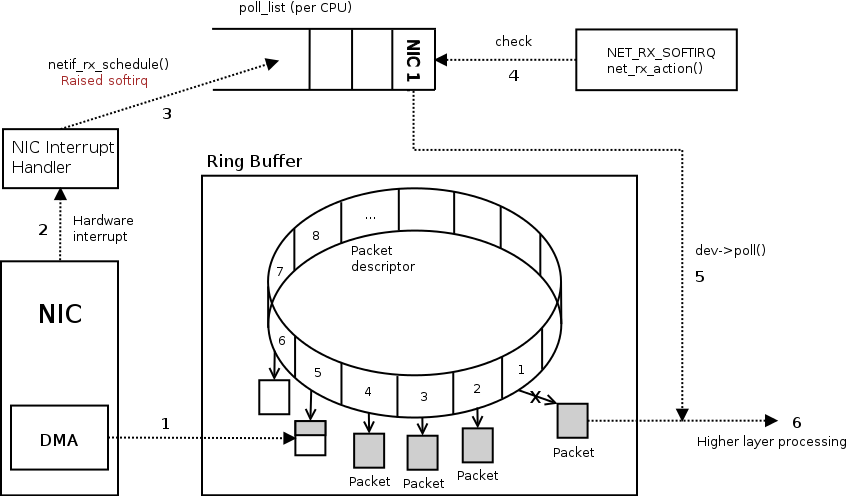 poll_list (per CPU)
NIC 1
check
4
NET_RX_SOFTIRQ
net_rx_action()
netif_rx_schedule()
Raised softirq
3
NIC Interrupt
Handler
2
Hardware
interrupt
Ring Buffer
NIC
DMA
1
7
8
...
Packet
descriptor
6
5
4
3
2
1
X
Packet
Packet
Packet
Packet
dev->poll()
5
6
Higher layer processing